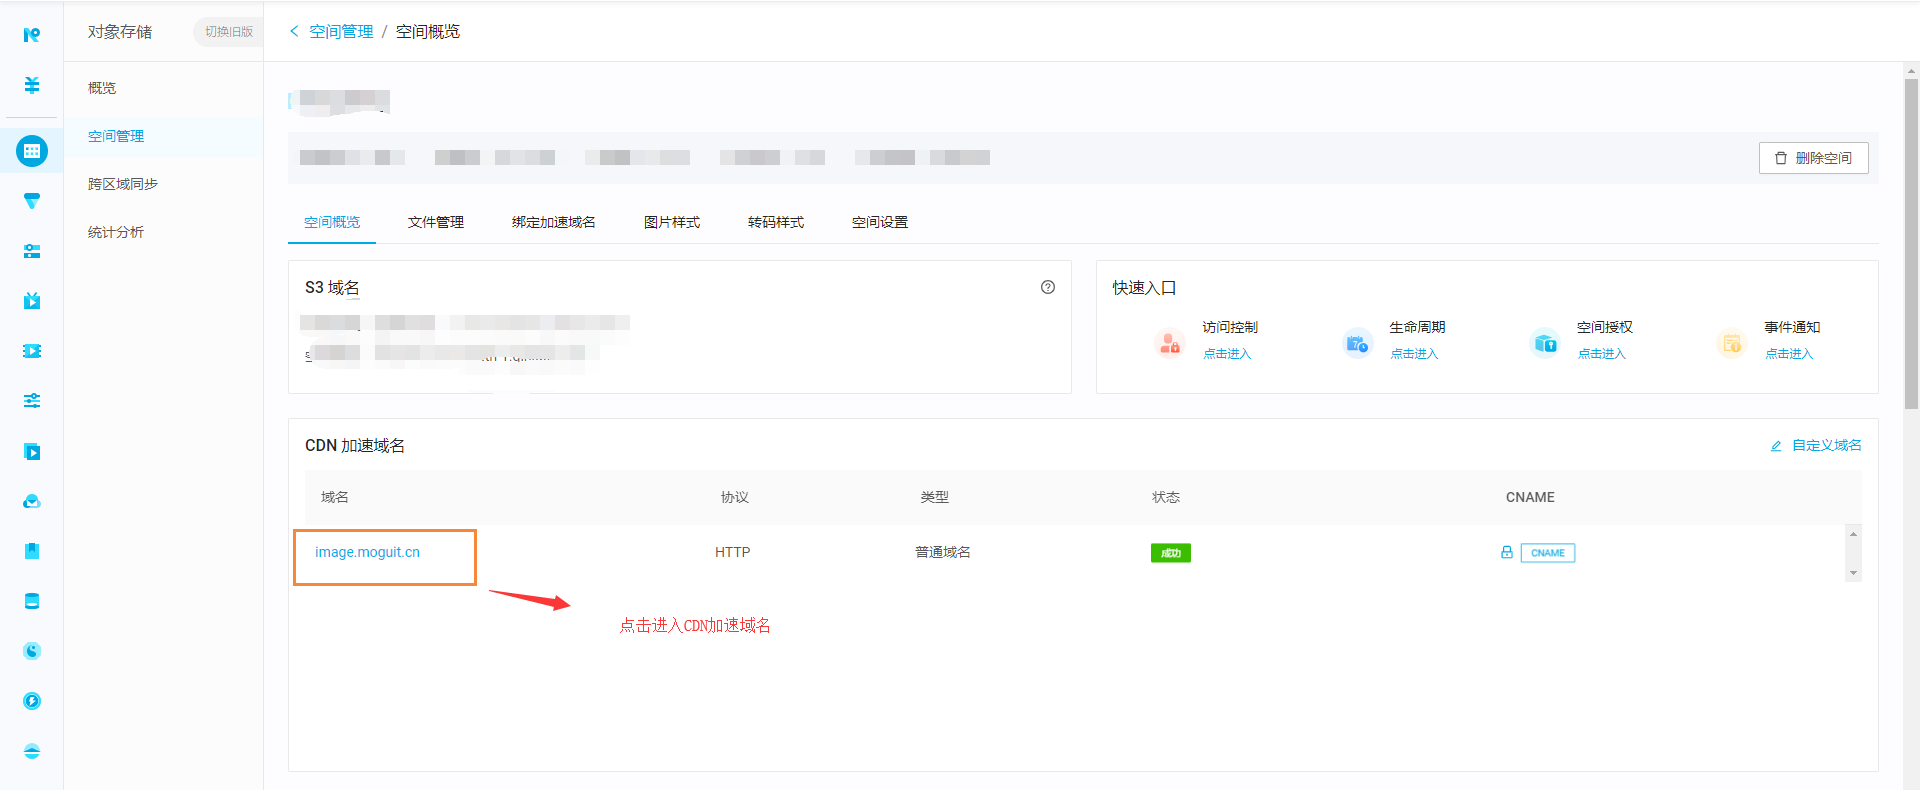 对象存储
切换旧版
空间管理 / 空间概览
概览
空间管理
跨区域同步
统计分析
删除空间
空间概览
文件管理
绑定加速域名
图片样式
转码样式
空间设置
S3 域名
快速入口
访问控制
点击进入
生命周期
点击进入
空间授权
点击进入
事件通知
点击进入
CDN 加速域名
自定义域名
域名
协议
类型
状态
CNAME
image.moguit.cn
HTTP
普通域名
成功
CNAME
点击进入CDN加速域名